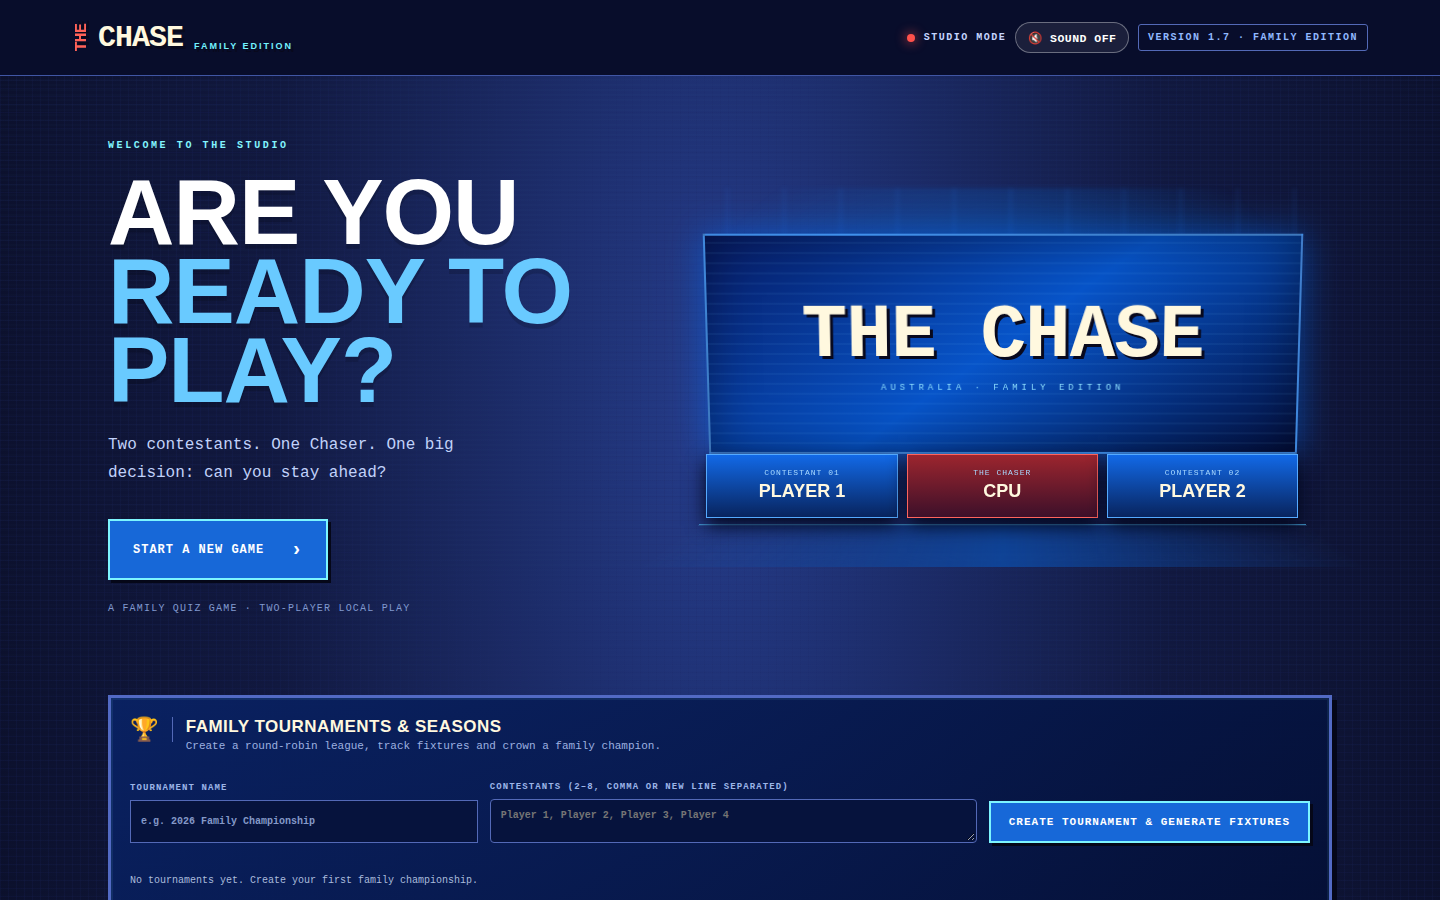 THE CHASE FAMILY EDITION
STUDIO MODE
SOUND OFF
VERSION 1.7 · FAMILY EDITION
WELCOME TO THE STUDIO
ARE YOU
READY TO
PLAY?
Two contestants. One Chaser. One big
decision: can you stay ahead?
START A NEW GAME ›
A FAMILY QUIZ GAME · TWO-PLAYER LOCAL PLAY
THE CHASE
AUSTRALIA · FAMILY EDITION
CONTESTANT 01
PLAYER 1
THE CHASER
CPU
CONTESTANT 02
PLAYER 2
FAMILY TOURNAMENTS & SEASONS
Create a round-robin league, track fixtures and crown a family champion.
TOURNAMENT NAME
e.g. 2026 Family Championship
CONTESTANTS (2–8, COMMA OR NEW LINE SEPARATED)
Player 1, Player 2, Player 3, Player 4
CREATE TOURNAMENT & GENERATE FIXTURES
No tournaments yet. Create your first family championship.